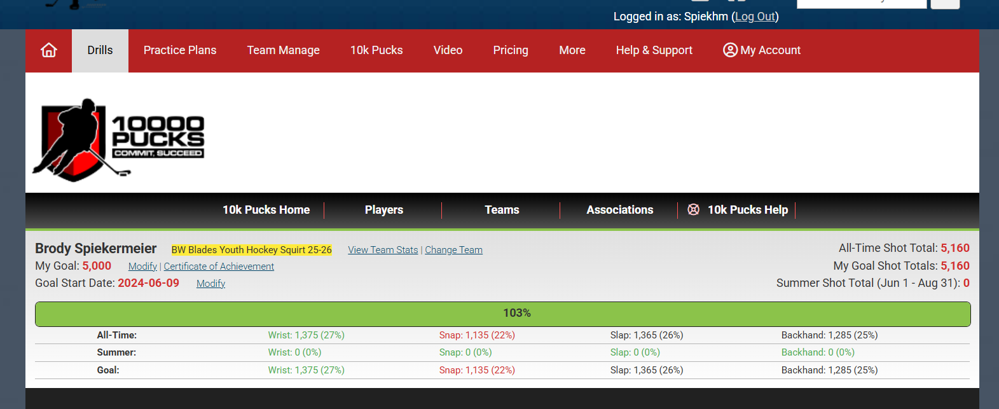 Logged in as: Spiekhm (Log Out)
Drills Practice Plans Team Manage 10k Pucks Video Pricing More Help & Support My Account
10000
PUCKS
COMMIT, SUCCEED
10k Pucks Home Players Teams Associations 10k Pucks Help
Brody Spiekermeier BW Blades Youth Hockey Squirt 25-26 View Team Stats | Change Team All-Time Shot Total: 5,160
My Goal: 5,000 Modify | Certificate of Achievement My Goal Shot Totals: 5,160
Goal Start Date: 2024-06-09 Modify Summer Shot Total (Jun 1 - Aug 31): 0
103%
All-Time: Wrist: 1,375 (27%) Snap: 1,135 (22%) Slap: 1,365 (26%) Backhand: 1,285 (25%)
Summer: Wrist: 0 (0%) Snap: 0 (0%) Slap: 0 (0%) Backhand: 0 (0%)
Goal: Wrist: 1,375 (27%) Snap: 1,135 (22%) Slap: 1,365 (26%) Backhand: 1,285 (25%)